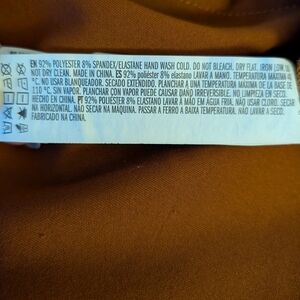 EN 92% POLYESTER 8% SPANDEX/ELASTANE HAND WASH COLD. DO NOT BLEACH. DRY FLAT. IRON LOW.
NOT DRY CLEAN. MADE IN CHINA. ES 92% poliéster 8% elastano LAVAR A MANO. TEMPERATURA MÁXIMA
NO USAR BLANQUEADOR. SECADO EXTENDIDO. PLANCHAR A UNA TEMPERATURA MÁXIMA DE LA BASE DE
110 °C. SIN VAPOR. PLANCHAR CON VAPOR PUEDE CAUSAR DAÑO IRREVERSIBLE. NO LIMPIEZA EN SECO.
HECHO EN CHINA. PT 92% POLIÉSTER 8% ELASTANO LAVAR A MÃO EM ÁGUA FRIA. NÃO USAR CLORO. SECAR
NA HORIZONTAL. NÃO SECAR NA MÁQUINA. PASSAR A FERRO A BAIXA TEMPERATURA. NÃO LAVAR A SECO.
FABRICADO NA CHINA.